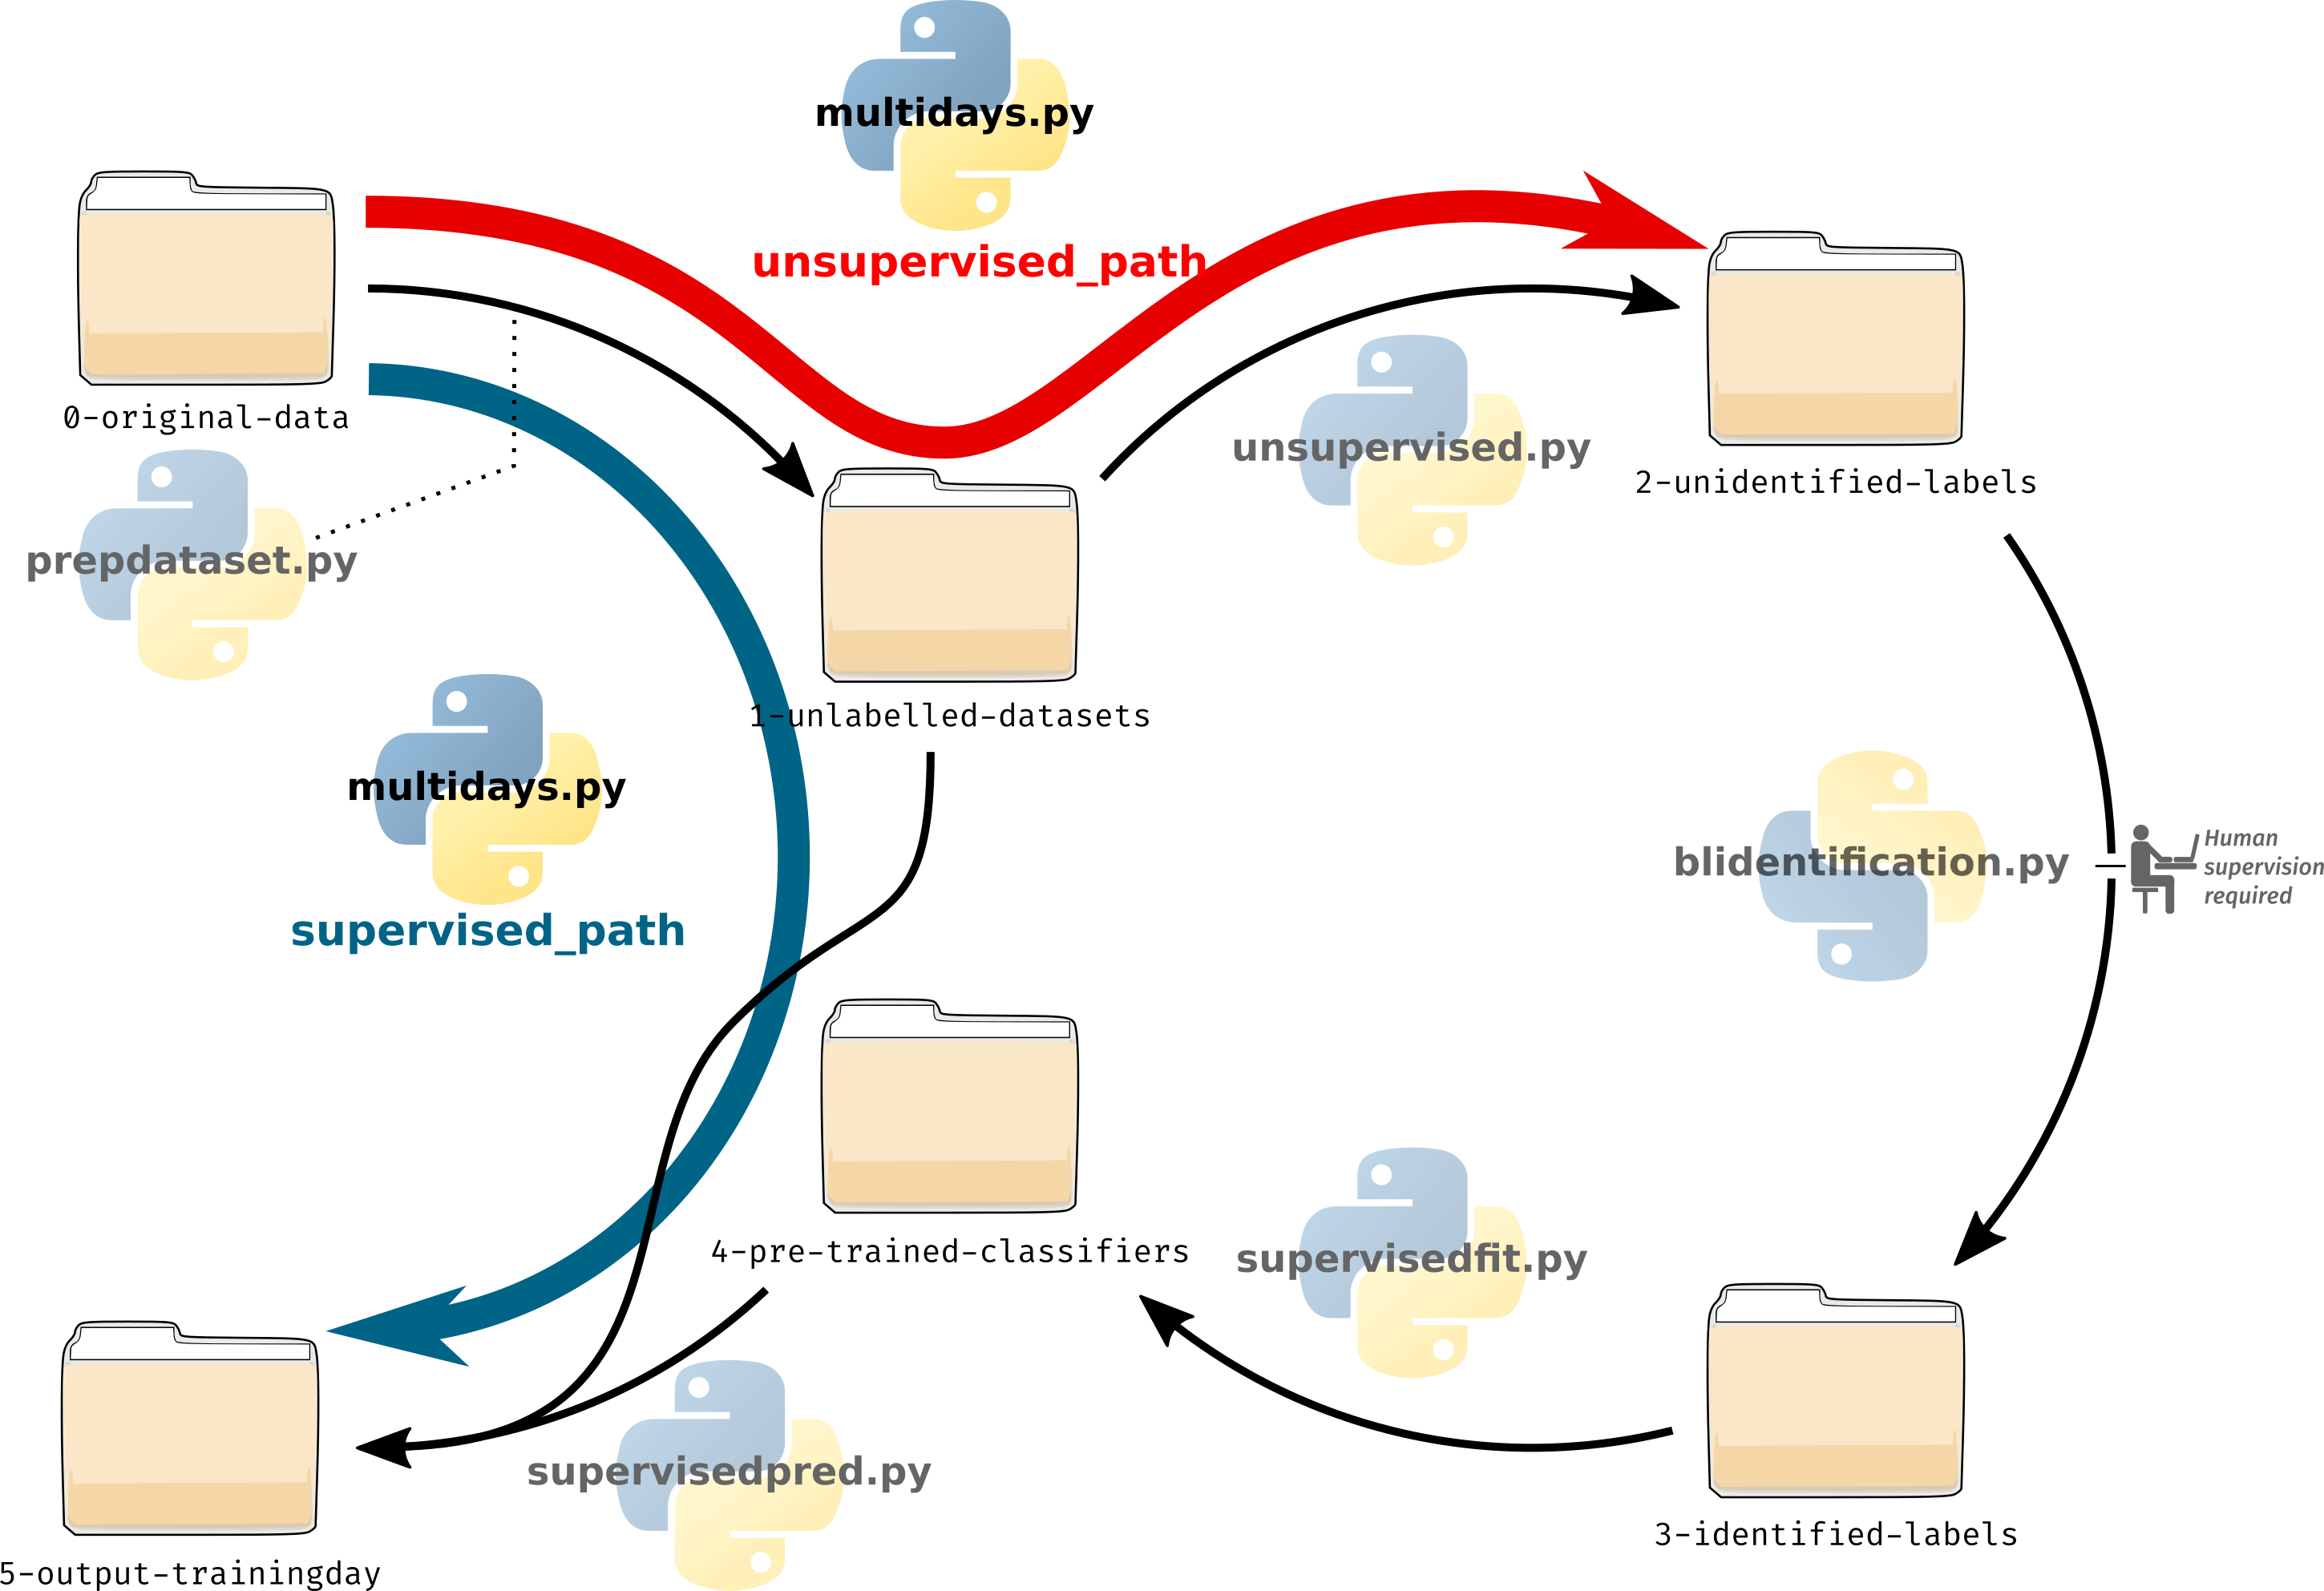 multidays.py
unsupervised_path
0-original-data
unsupervised.py
2-unidentified-labels
prepdataset.py
1-unlabelled-datasets
multidays.py
supervised_path
blidentification.py
Human
supervision
required
4-pre-trained-classifiers
supervisedfit.py
supervisedpred.py
3-identified-labels
5-output-trainingday